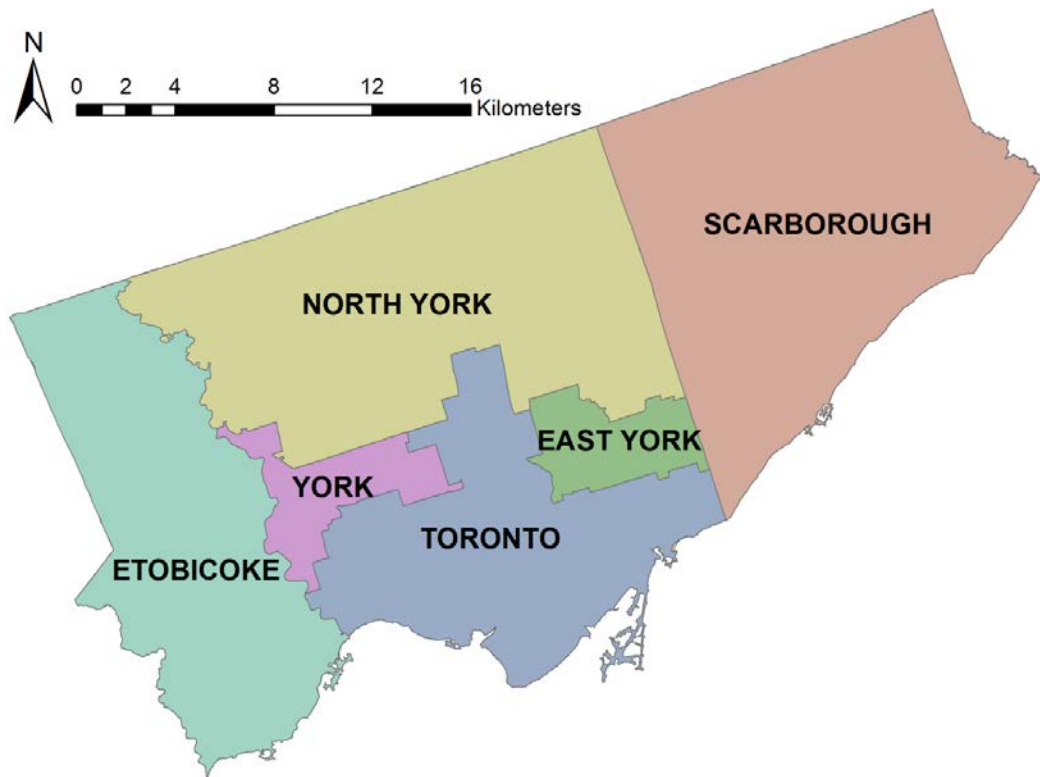 N
0 2 4 8 12 16
Kilometers
SCARBOROUGH
NORTH YORK
EAST YORK
YORK
TORONTO
ETOBICOKE